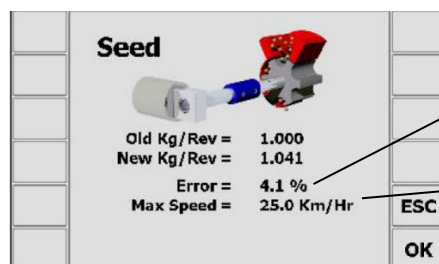 Seed
Old Kg/Rev = 1.000
New Kg/Rev = 1.041
Error = 4.1 %
Max Speed = 25.0 Km/Hr
ESC
OK